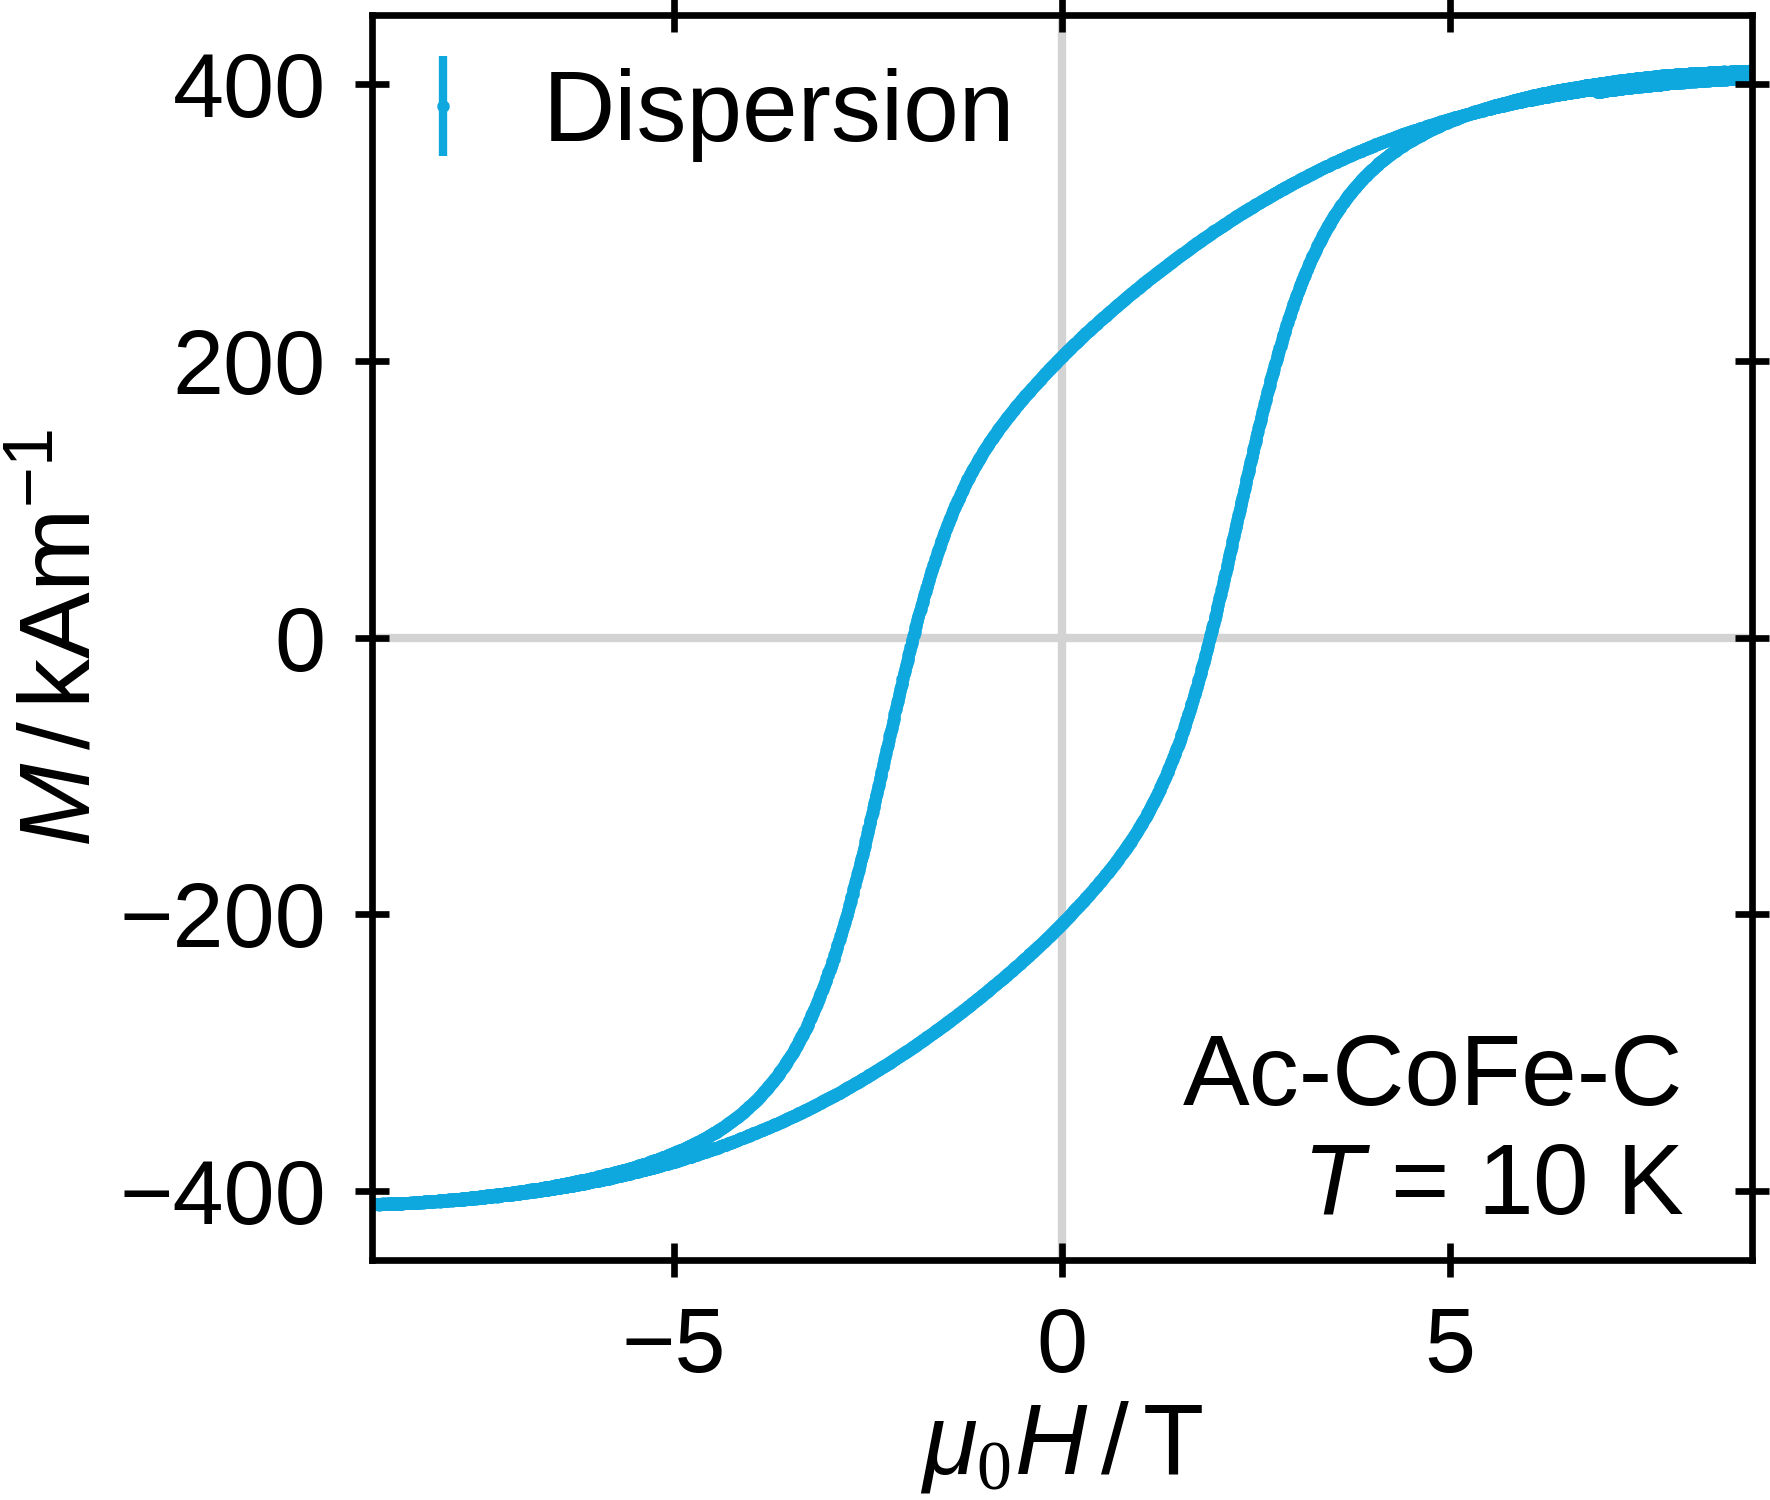 400
200
0
−200
−400
M / kAm⁻¹
Dispersion
Ac-CoFe-C
T = 10 K
−5
0
5
μ₀H / T